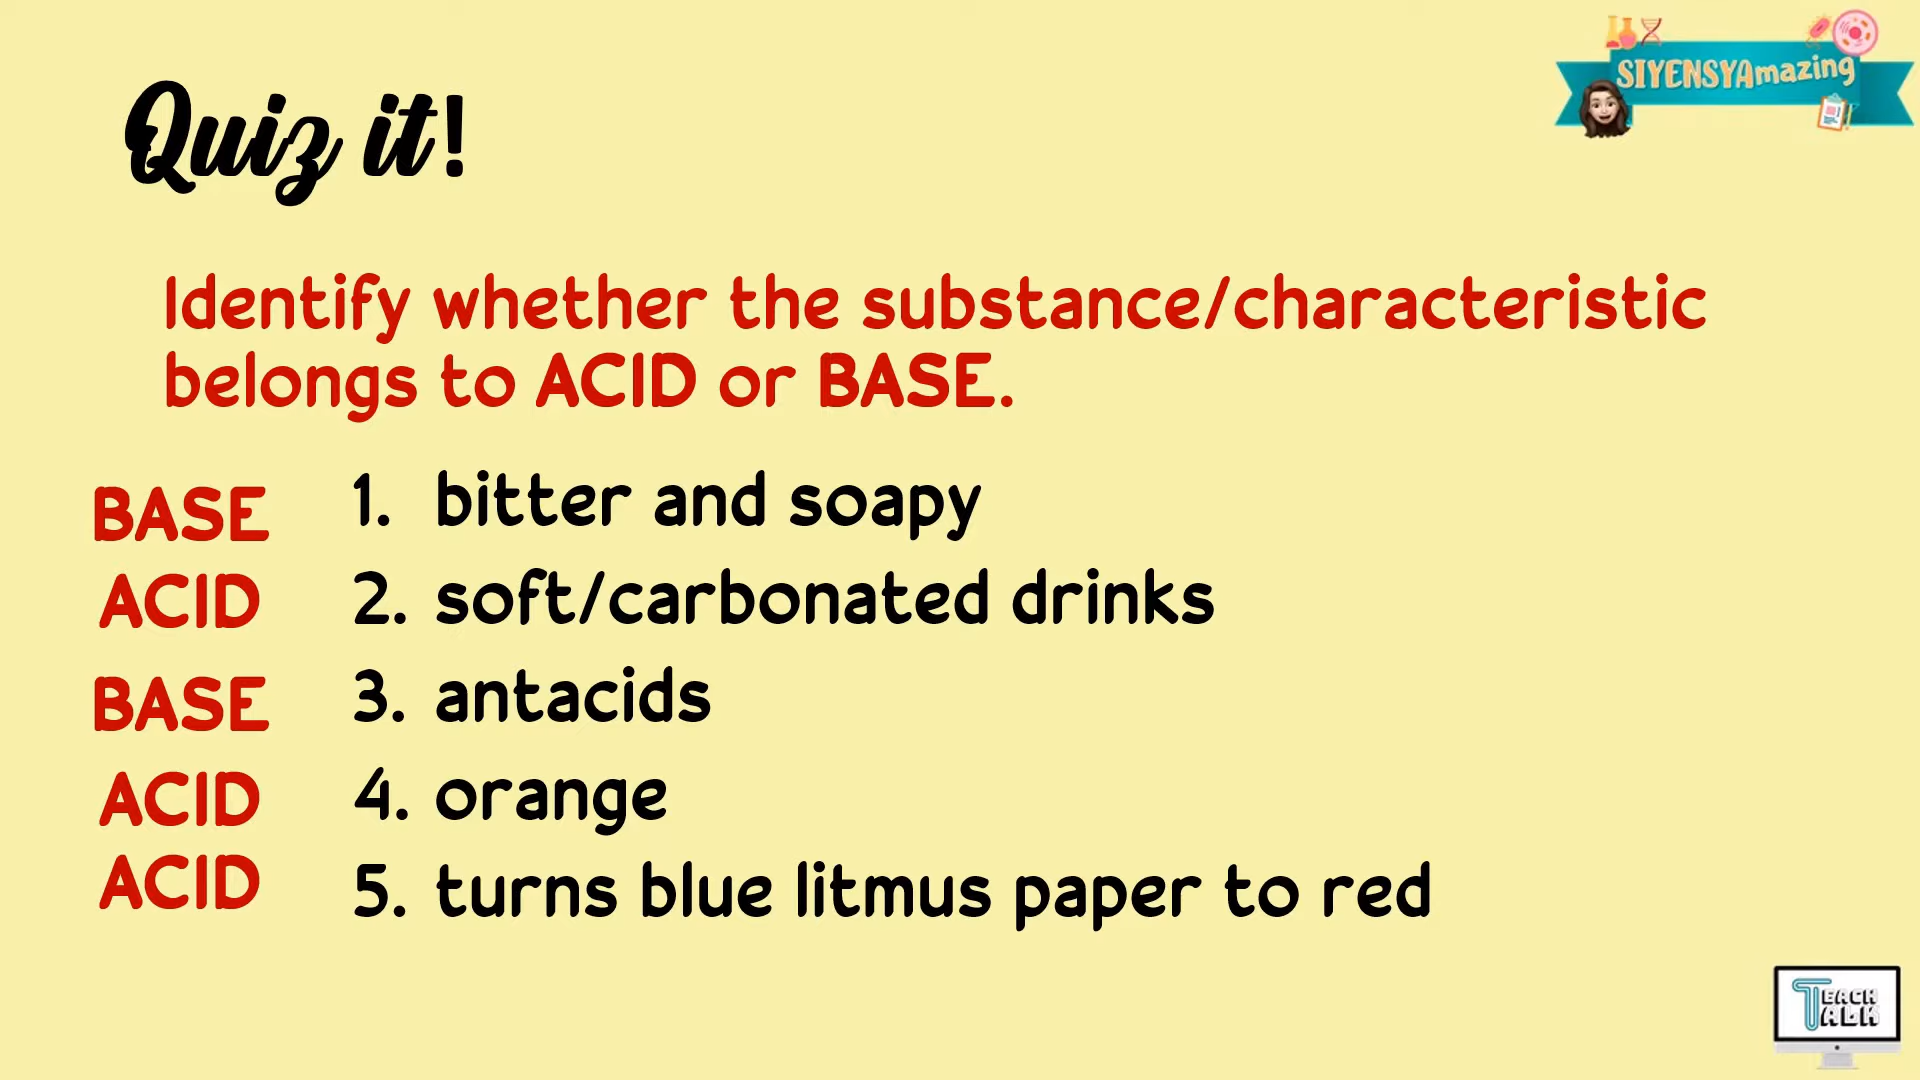 SIYENSYAmazing
Quiz it!
Identify whether the substance/characteristic
belongs to ACID or BASE.
BASE 1. bitter and soapy
ACID 2. soft/carbonated drinks
BASE 3. antacids
ACID 4. orange
ACID 5. turns blue litmus paper to red
TEACH
TALK